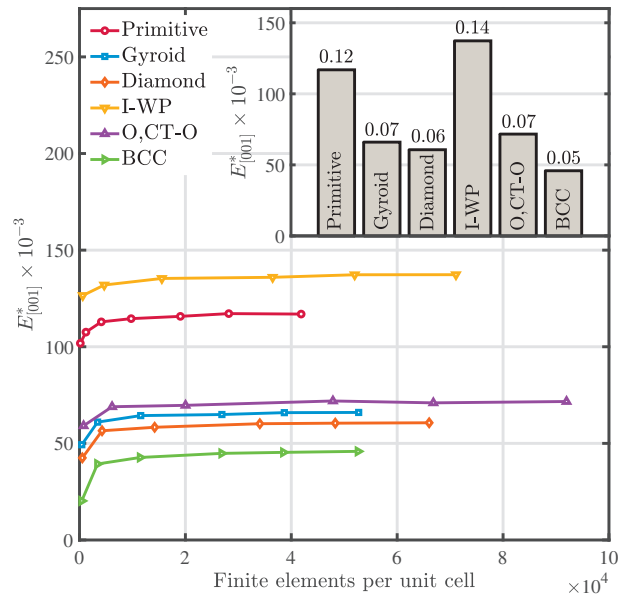 Primitive
Gyroid
Diamond
I-WP
O,CT-O
BCC
250
200
150
100
50
0
E*[001] × 10⁻³
0 2 4 6 8 10
×10⁴
Finite elements per unit cell
150
100
50
0
E*[001] × 10⁻³
0.12
0.07
0.06
0.14
0.07
0.05
Primitive
Gyroid
Diamond
I-WP
O,CT-O
BCC